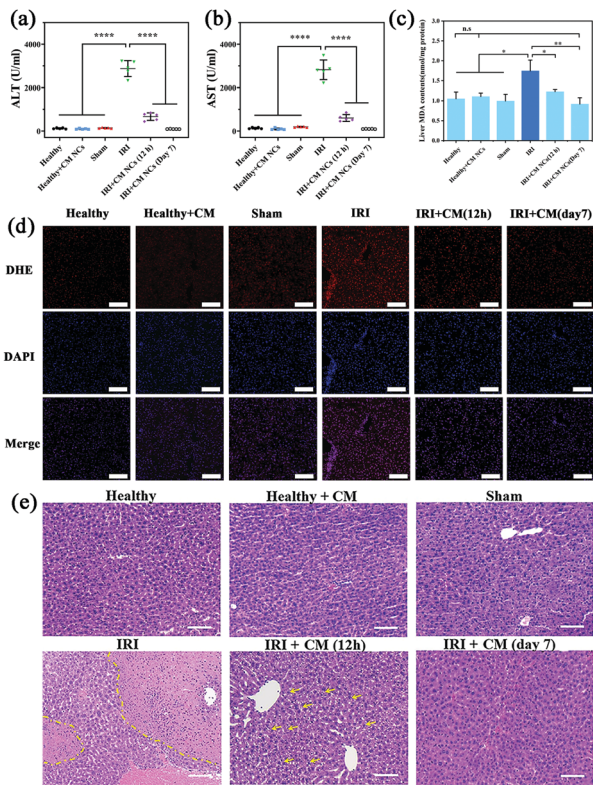 (a)
****
****
ALT (U/ml)
4000
2000
0
Healthy
Healthy+CM NCs
Sham
IRI
IRI+CM NCs (12 h)
IRI+CM NCs (Day 7)
(b)
****
****
AST (U/ml)
4000
2000
0
Healthy
Healthy+CM NCs
Sham
IRI
IRI+CM NCs (12 h)
IRI+CM NCs (Day 7)
(c)
n.s
**
*
*
Liver MDA contents(nmol/mg protein)
3.0
2.5
2.0
1.5
1.0
0.5
0.0
Healthy
Healthy+CM NCs
Sham
IRI
IRI+CM NCs(12 h)
IRI+CM NCs(Day 7)
(d)
Healthy
Healthy+CM
Sham
IRI
IRI+CM(12h)
IRI+CM(day7)
DHE
DAPI
Merge
(e)
Healthy
Healthy + CM
Sham
IRI
IRI + CM (12h)
IRI + CM (day 7)